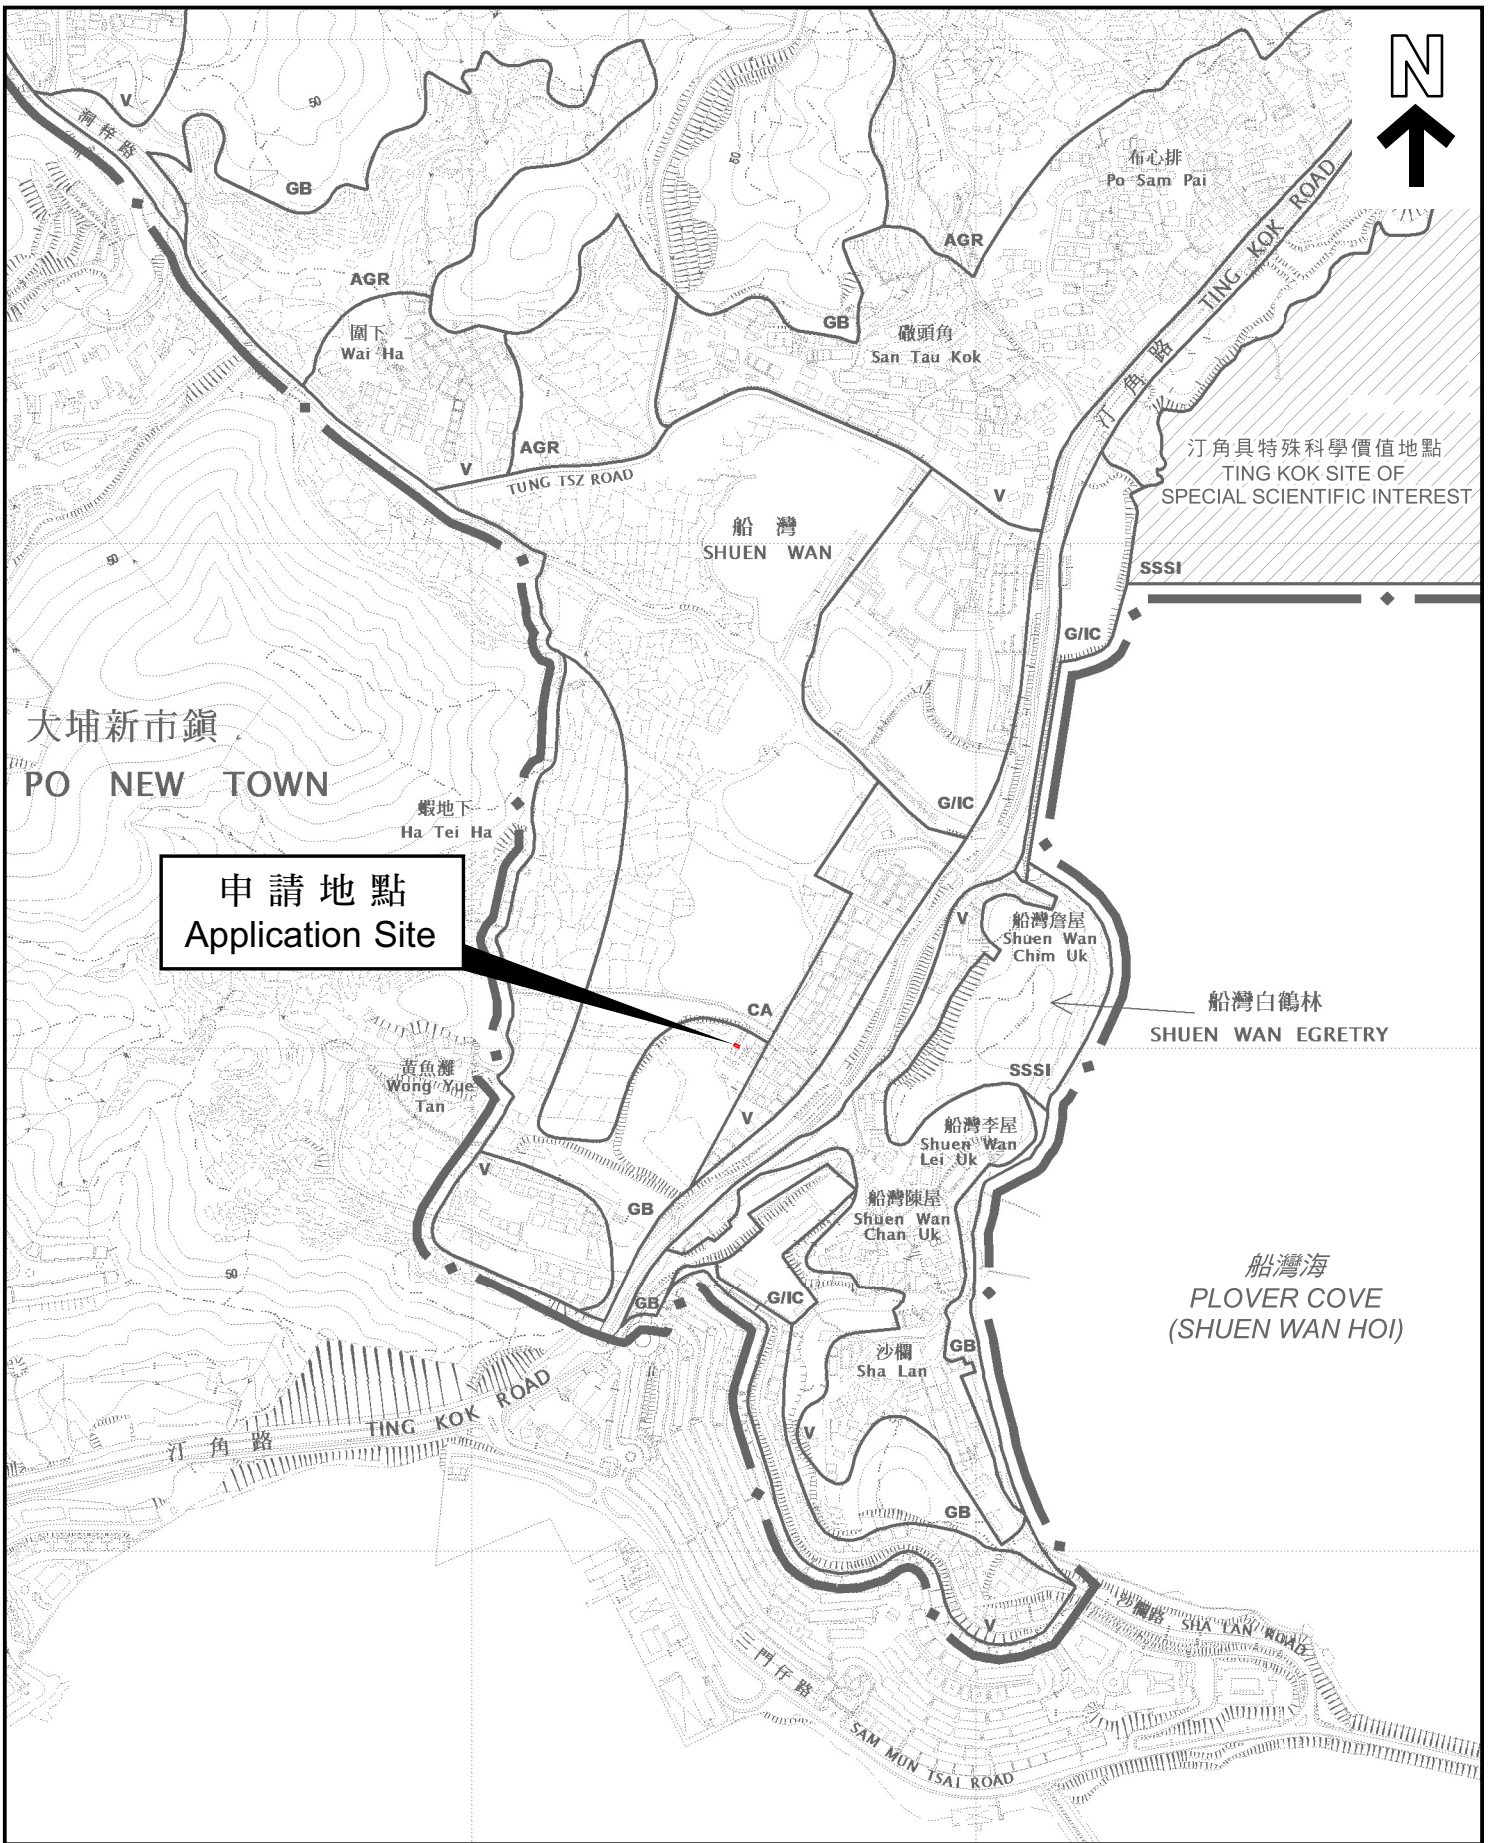 N
V
50
洞梓路
GB
50
布心排
Po Sam Pai
TING KOK ROAD
AGR
AGR
GB
圍下
Wai Ha
V
AGR
TUNG TSZ ROAD
San Tau Kok
汀角路
汀角具特殊科學價值地點
TING KOK SITE OF
SPECIAL SCIENTIFIC INTEREST
V
船灣
SHUEN WAN
50
SSSI
G/IC
大埔新市鎮
PO NEW TOWN
蝦地下
Ha Tei Ha
G/IC
申請地點
Application Site
V
船灣詹屋
Shuen Wan
Chim Uk
CA
船灣白鶴林
SHUEN WAN EGRETRY
黃魚灘
Wong Yue
Tan
SSSI
V
船灣李屋
Shuen Wan
Lei Uk
V
GB
船灣陳屋
Shuen Wan
Chan Uk
50
GB
G/IC
船灣海
PLOVER COVE
(SHUEN WAN HOI)
GB
沙欄
Sha Lan
汀角路
TING KOK ROAD
V
GB
V
沙欄路 SHA LAN ROAD
三門仔路
SAM MUN TSAI ROAD